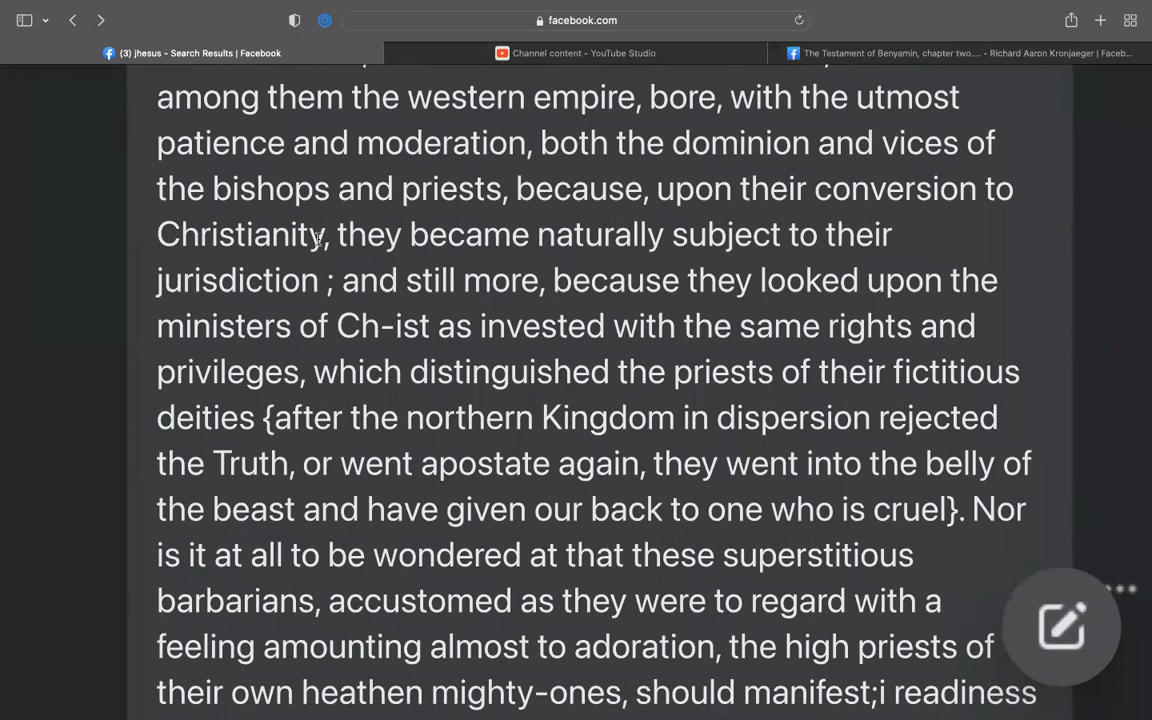 facebook.com
(3) jhesus - Search Results | Facebook
Channel content - YouTube Studio
The Testament of Benyamin, chapter two.... - Richard Aaron Kronjaeger | Faceb...
among them the western empire, bore, with the utmost
patience and moderation, both the dominion and vices of
the bishops and priests, because, upon their conversion to
Christianity, they became naturally subject to their
jurisdiction ; and still more, because they looked upon the
ministers of Ch-ist as invested with the same rights and
privileges, which distinguished the priests of their fictitious
deities {after the northern Kingdom in dispersion rejected
the Truth, or went apostate again, they went into the belly of
the beast and have given our back to one who is cruel}. Nor
is it at all to be wondered at that these superstitious
barbarians, accustomed as they were to regard with a
feeling amounting almost to adoration, the high priests of
their own heathen mighty-ones, should manifest;i readiness